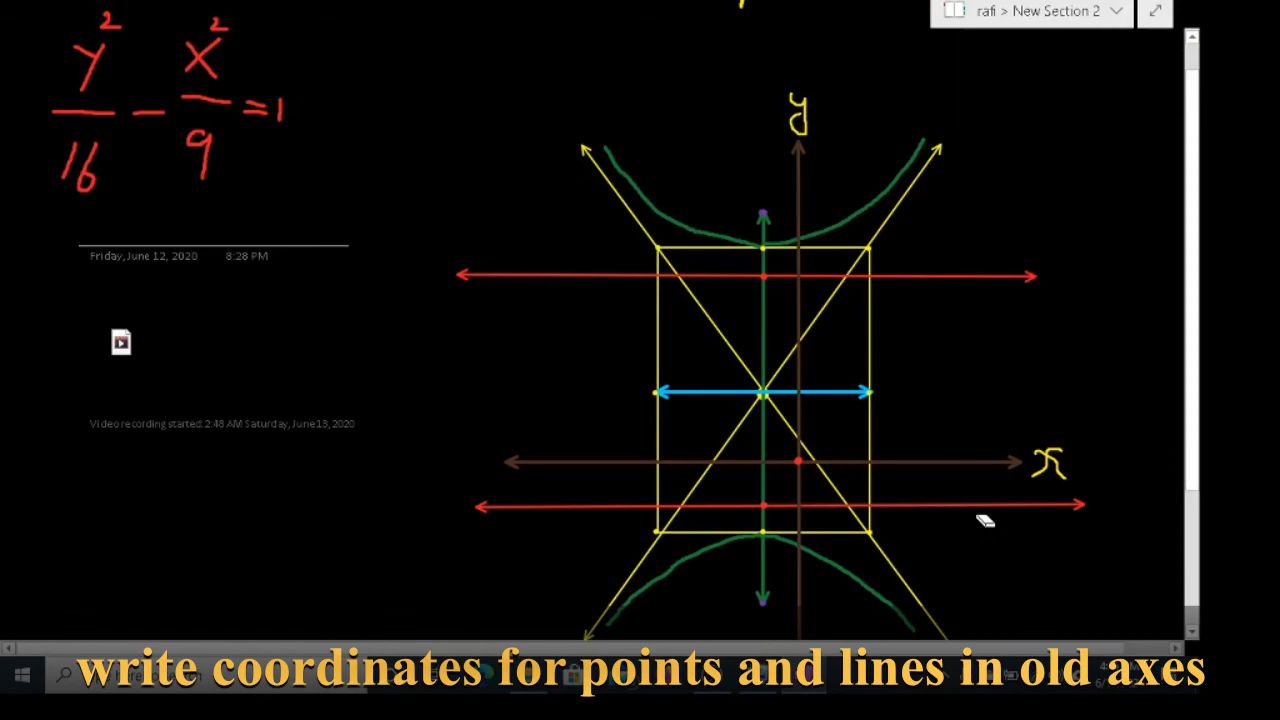 rafi > New Section 2
y² / 16 − x² / 9 = 1
y
Friday, June 12, 2020 8:28 PM
Video recording started: 2:48 AM Saturday, June 13, 2020
x
write coordinates for points and lines in old axes